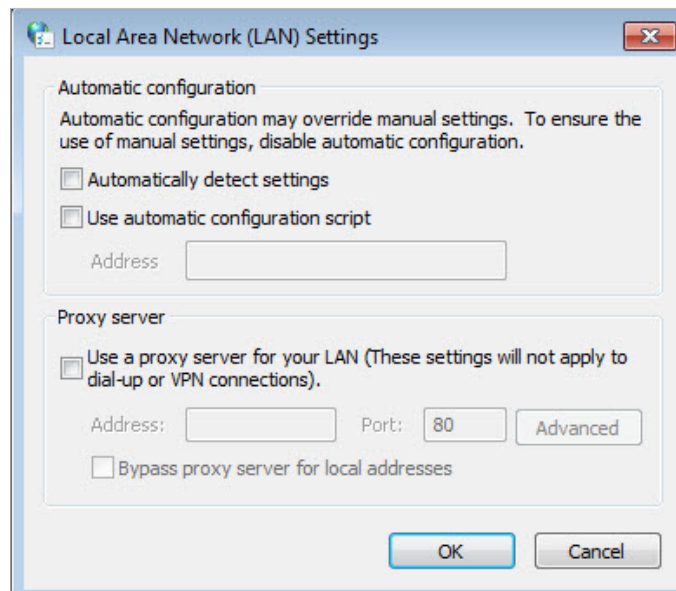 Local Area Network (LAN) Settings
Automatic configuration
Automatic configuration may override manual settings.  To ensure the
use of manual settings, disable automatic configuration.
Automatically detect settings
Use automatic configuration script
Address
Proxy server
Use a proxy server for your LAN (These settings will not apply to
dial-up or VPN connections).
Address: Port: 80 Advanced
Bypass proxy server for local addresses
OK Cancel